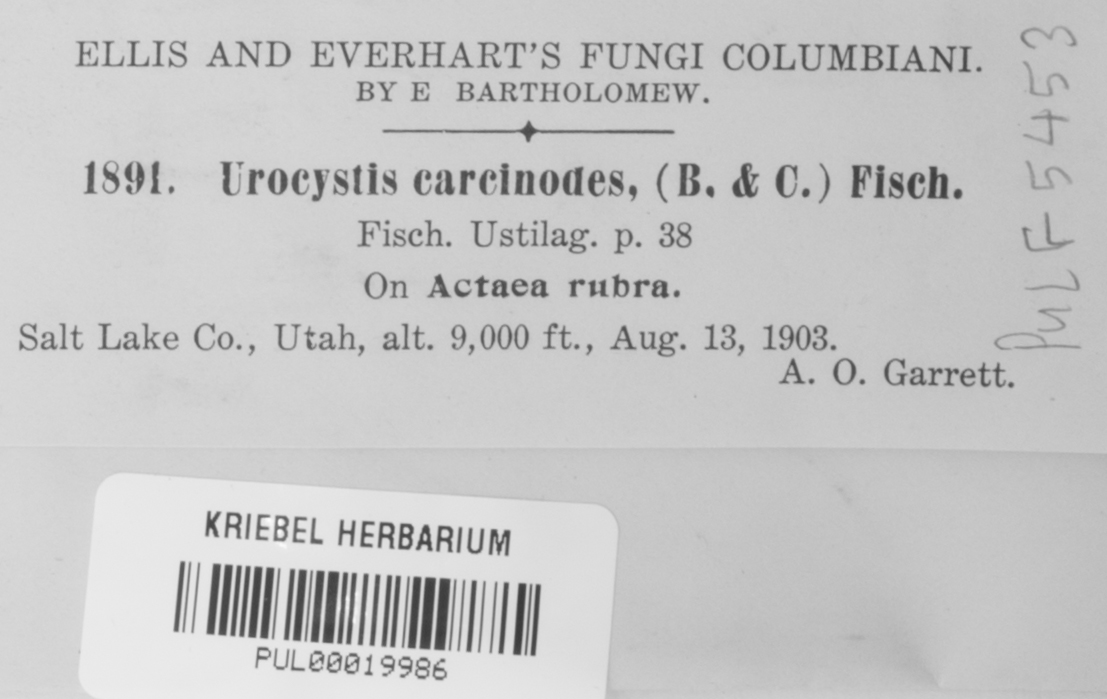 ELLIS AND EVERHART'S FUNGI COLUMBIANI.
BY E BARTHOLOMEW.
1891. Urocystis carcinodes, (B. & C.) Fisch.
Fisch. Ustilag. p. 38
On Actaea rubra.
Salt Lake Co., Utah, alt. 9,000 ft., Aug. 13, 1903.
A. O. Garrett.
PUL F 5453
KRIEBEL HERBARIUM
PUL00019986